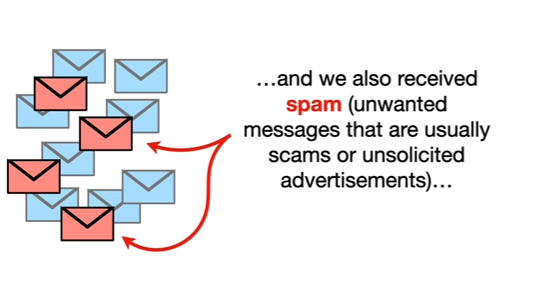 …and we also received
spam (unwanted
messages that are usually
scams or unsolicited
advertisements)…